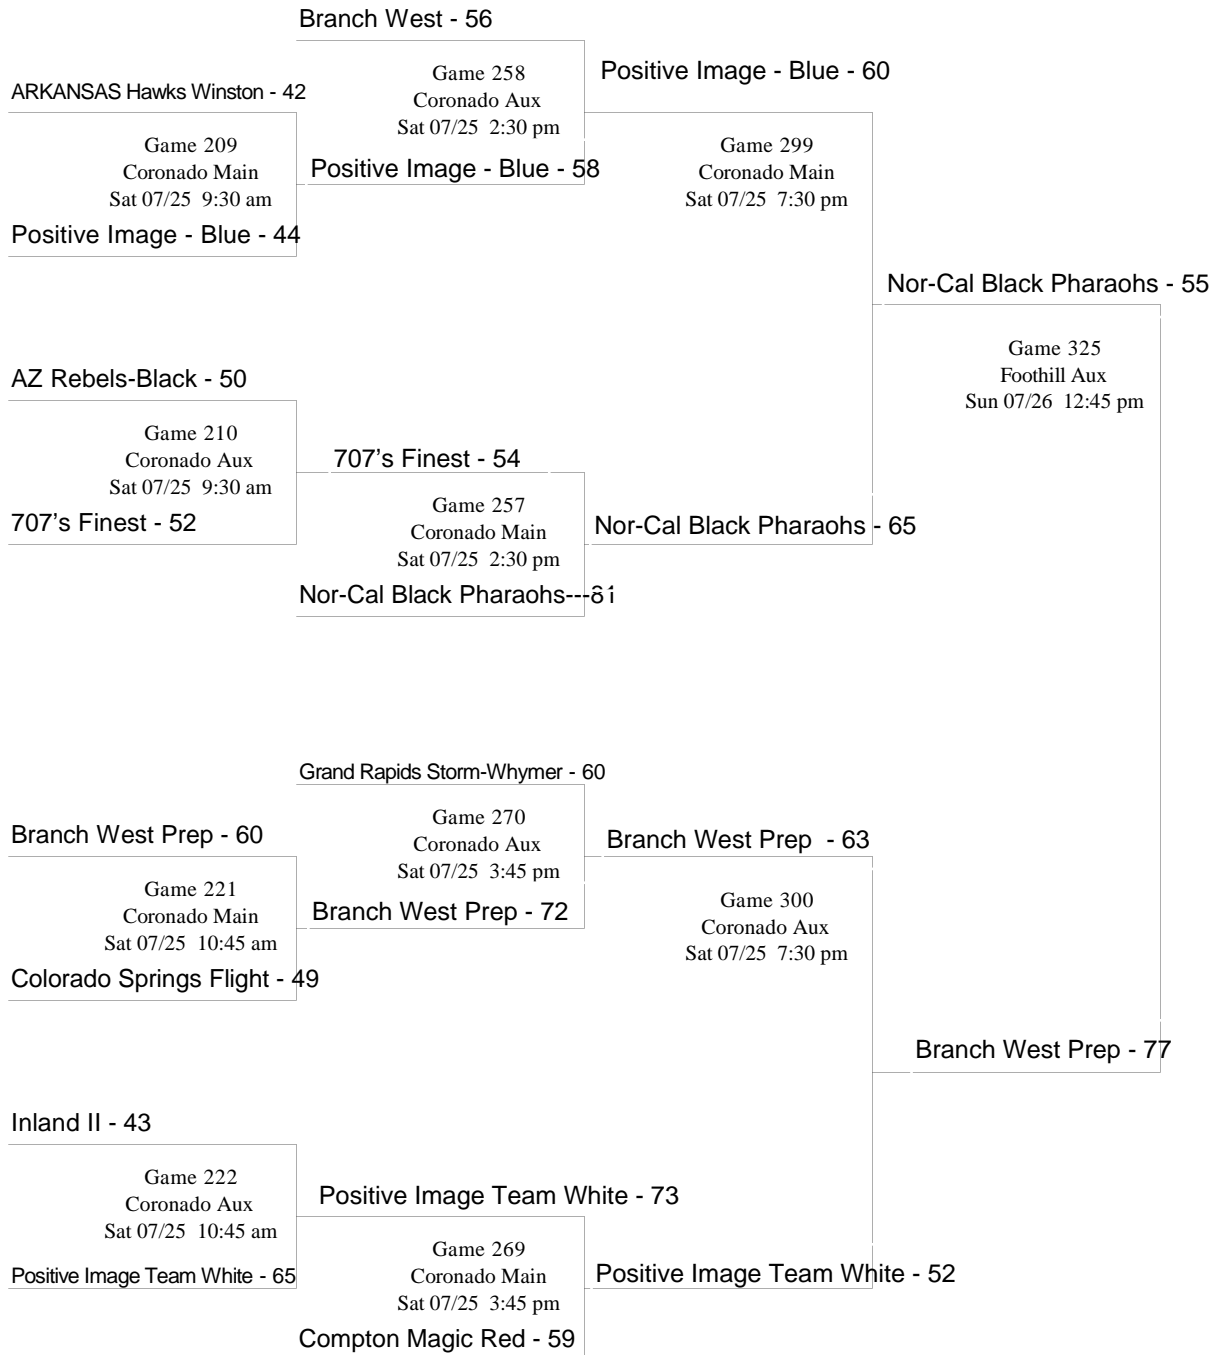 Branch West - 56
Game 258
Coronado Aux
Sat 07/25 2:30 pm
Positive Image - Blue - 60
ARKANSAS Hawks Winston - 42
Game 209
Coronado Main
Sat 07/25 9:30 am
Positive Image - Blue - 58
Game 299
Coronado Main
Sat 07/25 7:30 pm
Positive Image - Blue - 44
Nor-Cal Black Pharaohs - 55
Game 325
Foothill Aux
Sun 07/26 12:45 pm
AZ Rebels-Black - 50
Game 210
Coronado Aux
Sat 07/25 9:30 am
707's Finest - 54
707's Finest - 52
Game 257
Coronado Main
Sat 07/25 2:30 pm
Nor-Cal Black Pharaohs - 65
Nor-Cal Black Pharaohs---81
Grand Rapids Storm-Whymer - 60
Branch West Prep - 60
Game 270
Coronado Aux
Sat 07/25 3:45 pm
Branch West Prep - 63
Game 221
Coronado Main
Sat 07/25 10:45 am
Branch West Prep - 72
Game 300
Coronado Aux
Sat 07/25 7:30 pm
Colorado Springs Flight - 49
Branch West Prep - 77
Inland II - 43
Game 222
Coronado Aux
Sat 07/25 10:45 am
Positive Image Team White - 73
Positive Image Team White - 65
Game 269
Coronado Main
Sat 07/25 3:45 pm
Positive Image Team White - 52
Compton Magic Red - 59